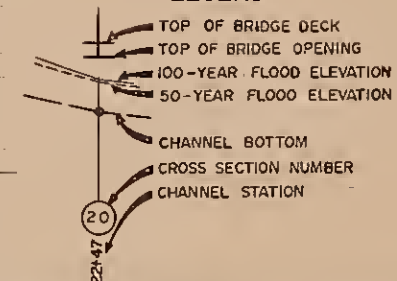 TOP OF BRIDGE DECK
TOP OF BRIDGE OPENING
100-YEAR FLOOD ELEVATION
50-YEAR FLOOD ELEVATION
CHANNEL BOTTOM
CROSS SECTION NUMBER
CHANNEL STATION
20
22+47